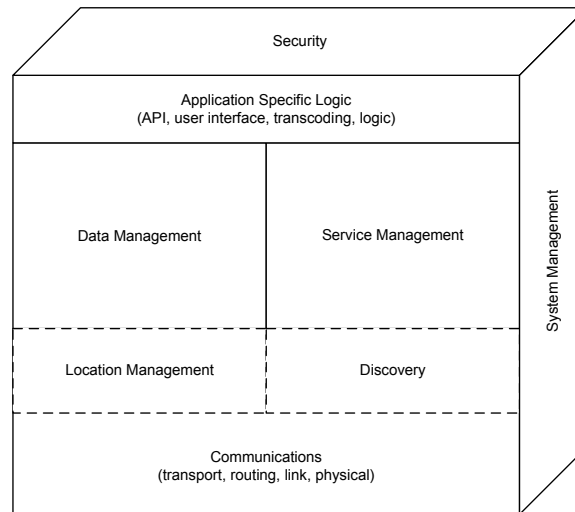 Security
Application Specific Logic
(API, user interface, transcoding, logic)
Data Management
Service Management
System Management
Location Management
Discovery
Communications
(transport, routing, link, physical)